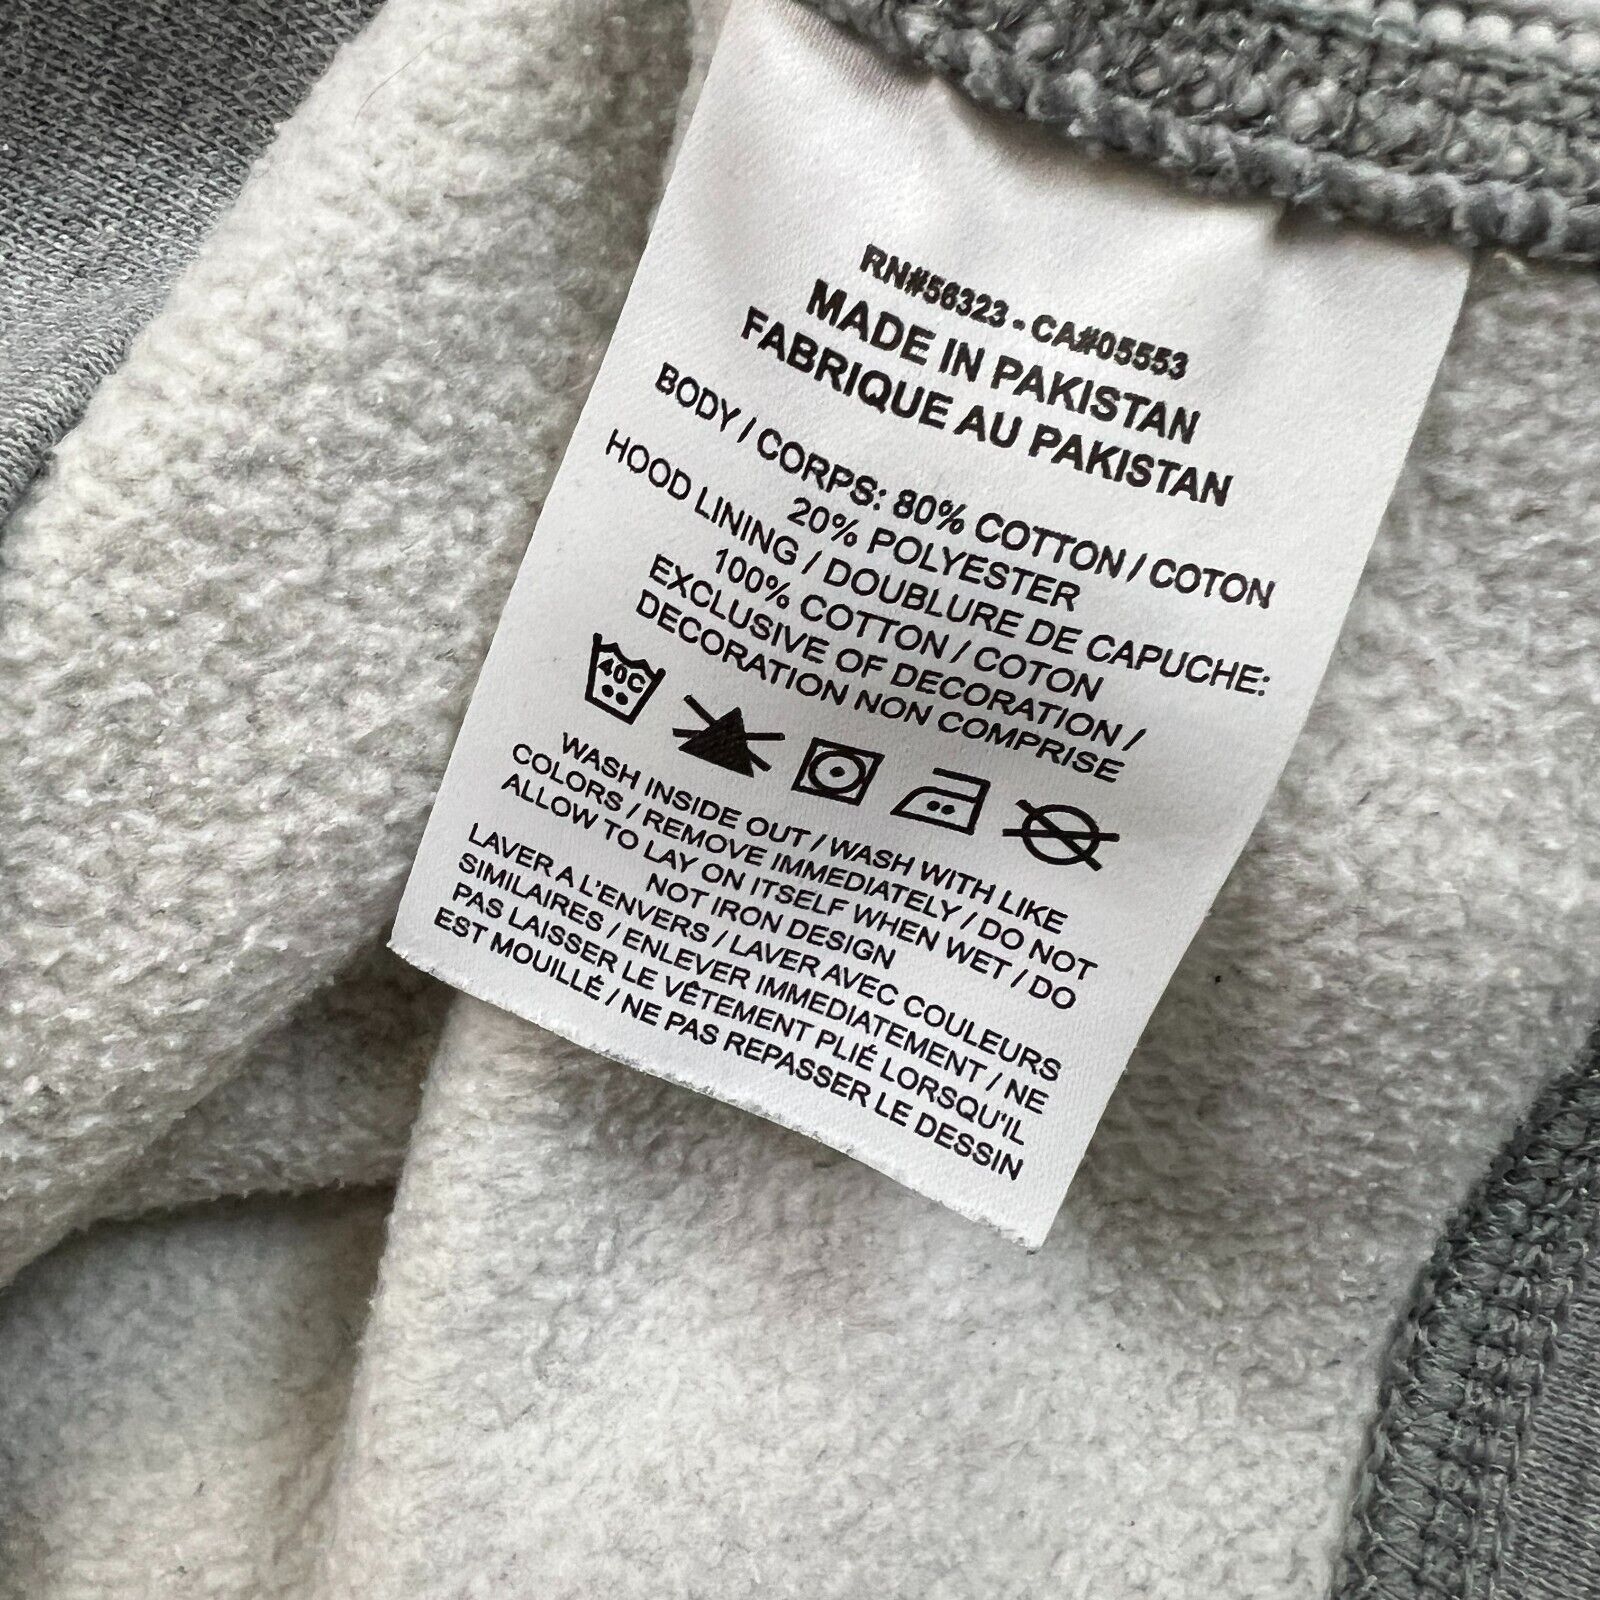 RN#56323 - CA#05553
MADE IN PAKISTAN
FABRIQUE AU PAKISTAN
BODY / CORPS: 80% COTTON / COTON
20% POLYESTER
HOOD LINING / DOUBLURE DE CAPUCHE:
100% COTTON / COTON
EXCLUSIVE OF DECORATION /
DECORATION NON COMPRISE
40C
WASH INSIDE OUT / WASH WITH LIKE
COLORS / REMOVE IMMEDIATELY / DO NOT
ALLOW TO LAY ON ITSELF WHEN WET / DO
NOT IRON DESIGN
LAVER A L'ENVERS / LAVER AVEC COULEURS
SIMILAIRES / ENLEVER IMMEDIATEMENT / NE
PAS LAISSER LE VÊTEMENT PLIÉ LORSQU'IL
EST MOUILLÉ / NE PAS REPASSER LE DESSIN